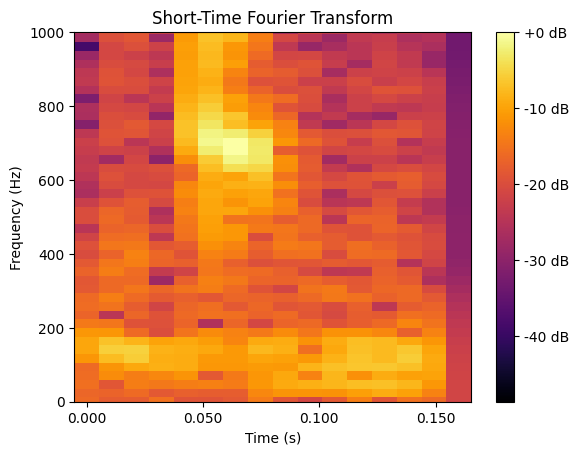 Short-Time Fourier Transform
1000
800
600
400
200
0
Frequency (Hz)
0.000
0.050
0.100
0.150
Time (s)
+0 dB
-10 dB
-20 dB
-30 dB
-40 dB